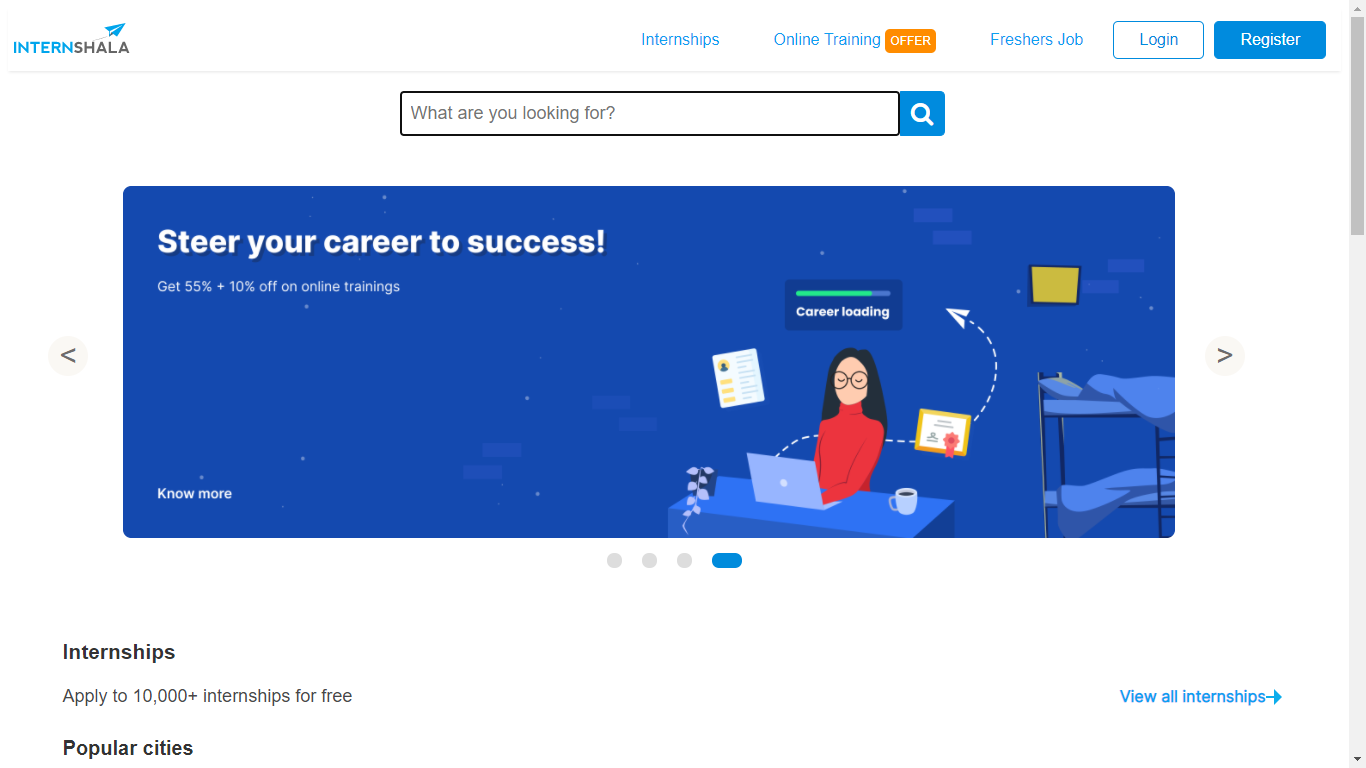 INTERNSHALA
Internships
Online Training OFFER
Freshers Job
Login
Register
What are you looking for?
Steer your career to success!
Get 55% + 10% off on online trainings
Career loading
<
>
Know more
Internships
Apply to 10,000+ internships for free
View all internships
Popular cities